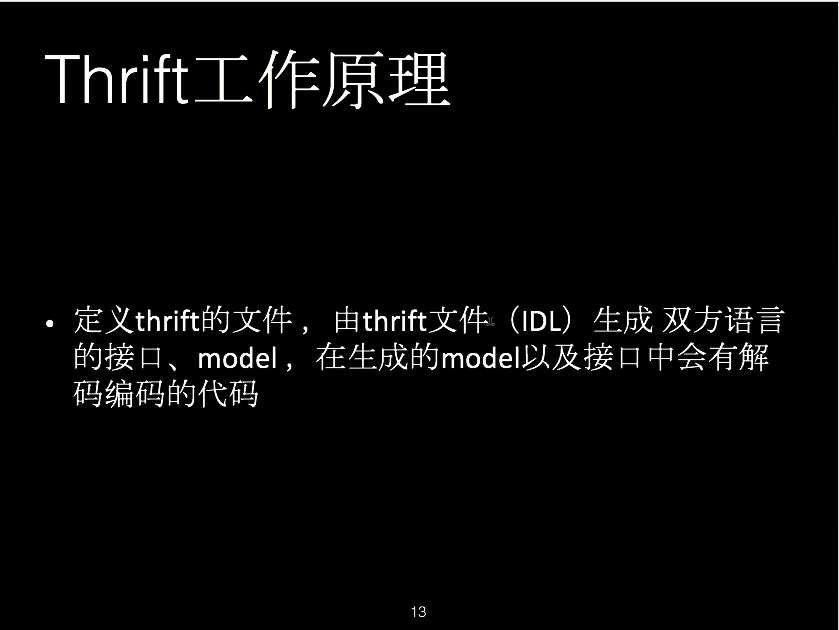 Thrift工作原理
• 定义thrift的文件，由thrift文件（IDL）生成 双方语言
的接口、model，在生成的model以及接口中会有解
码编码的代码
13